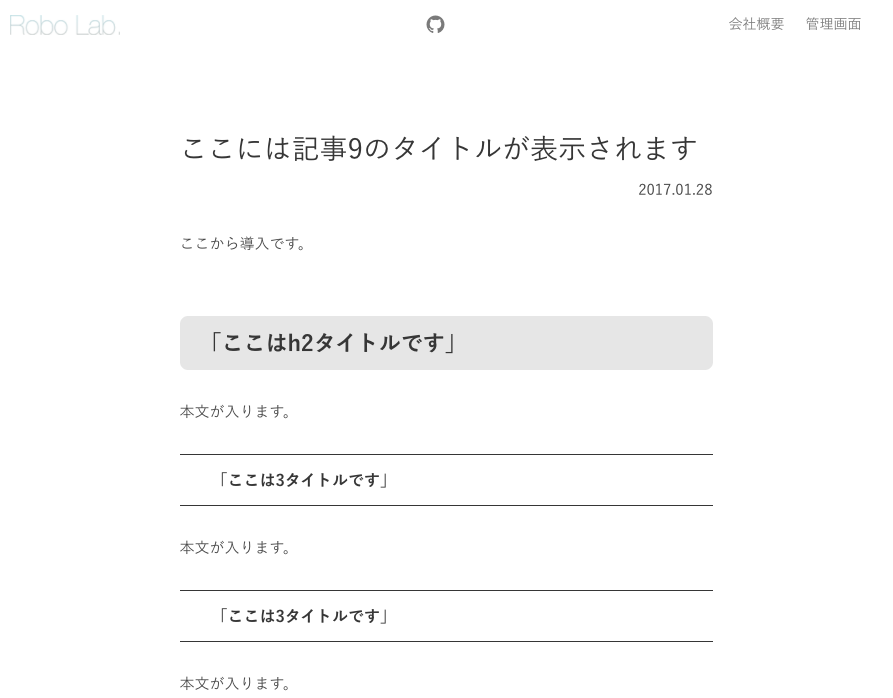 Robo Lab.
会社概要 管理画面
ここには記事9のタイトルが表示されます
2017.01.28
ここから導入です。
「ここはh2タイトルです」
本文が入ります。
「ここは3タイトルです」
本文が入ります。
「ここは3タイトルです」
本文が入ります。